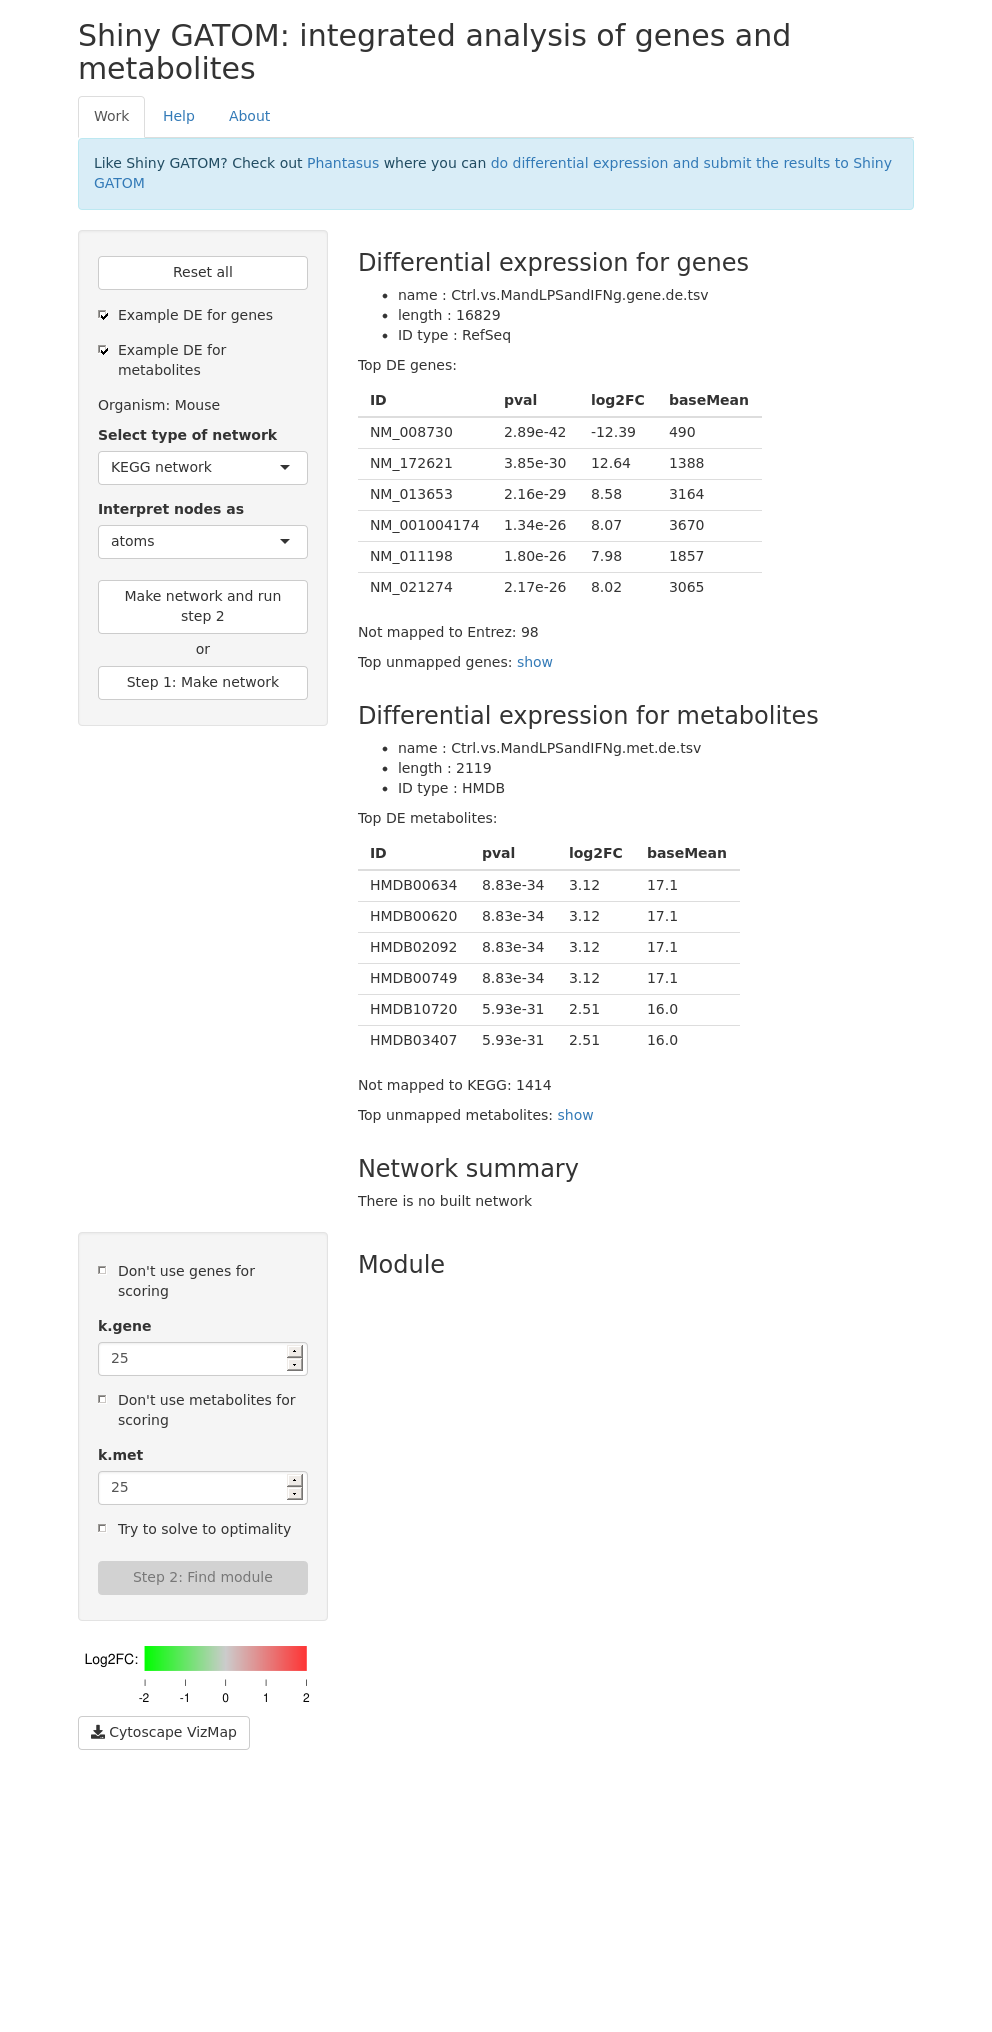 Shiny GATOM: integrated analysis of genes and
metabolites
Work Help About
Like Shiny GATOM? Check out Phantasus where you can do differential expression and submit the results to Shiny
GATOM
Reset all
Example DE for genes
Example DE for
metabolites
Organism: Mouse
Select type of network
KEGG network
Interpret nodes as
atoms
Make network and run
step 2
or
Step 1: Make network
Differential expression for genes
name : Ctrl.vs.MandLPSandIFNg.gene.de.tsv
length : 16829
ID type : RefSeq
Top DE genes:
ID pval log2FC baseMean
NM_008730 2.89e-42 -12.39 490
NM_172621 3.85e-30 12.64 1388
NM_013653 2.16e-29 8.58 3164
NM_001004174 1.34e-26 8.07 3670
NM_011198 1.80e-26 7.98 1857
NM_021274 2.17e-26 8.02 3065
Not mapped to Entrez: 98
Top unmapped genes: show
Differential expression for metabolites
name : Ctrl.vs.MandLPSandIFNg.met.de.tsv
length : 2119
ID type : HMDB
Top DE metabolites:
ID pval log2FC baseMean
HMDB00634 8.83e-34 3.12 17.1
HMDB00620 8.83e-34 3.12 17.1
HMDB02092 8.83e-34 3.12 17.1
HMDB00749 8.83e-34 3.12 17.1
HMDB10720 5.93e-31 2.51 16.0
HMDB03407 5.93e-31 2.51 16.0
Not mapped to KEGG: 1414
Top unmapped metabolites: show
Network summary
There is no built network
Don't use genes for
scoring
k.gene
25
Don't use metabolites for
scoring
k.met
25
Try to solve to optimality
Step 2: Find module
Module
Log2FC:
-2 -1 0 1 2
Cytoscape VizMap